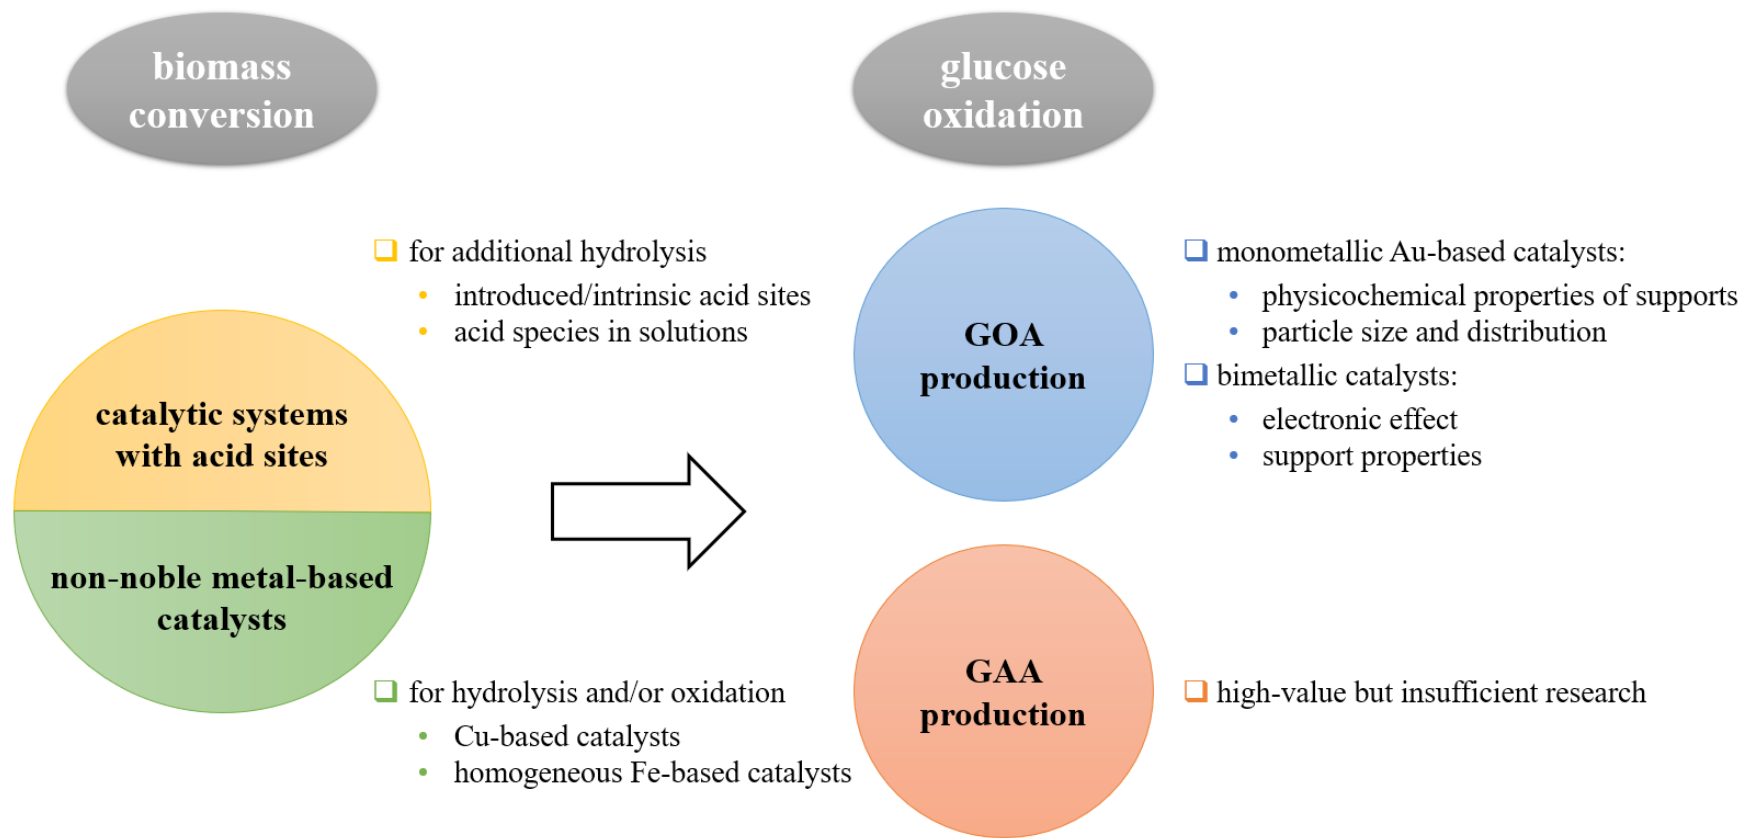 biomass
conversion
for additional hydrolysis
introduced/intrinsic acid sites
acid species in solutions
catalytic systems
with acid sites
non-noble metal-based
catalysts
for hydrolysis and/or oxidation
Cu-based catalysts
homogeneous Fe-based catalysts
glucose
oxidation
GOA
production
monometallic Au-based catalysts:
physicochemical properties of supports
particle size and distribution
bimetallic catalysts:
electronic effect
support properties
GAA
production
high-value but insufficient research